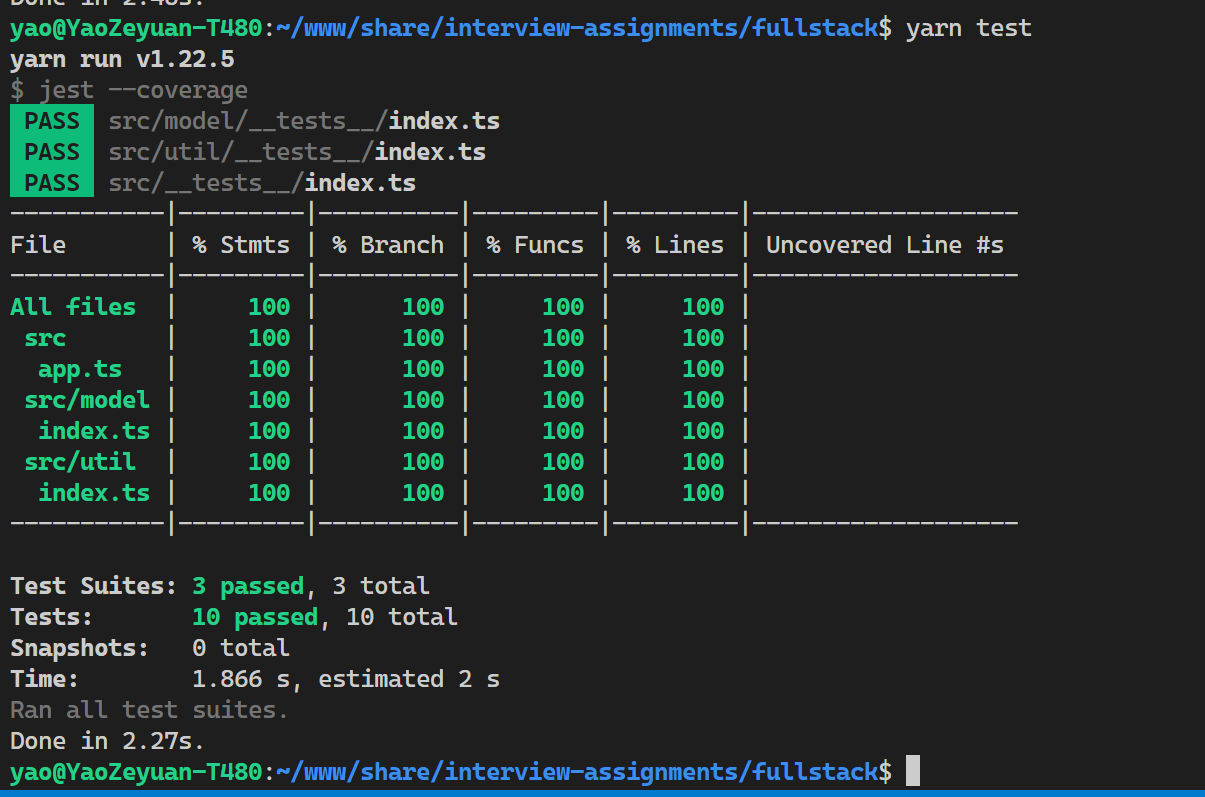 Done in 2.48s.
yao@YaoZeyuan-T480:~/www/share/interview-assignments/fullstack$ yarn test
yarn run v1.22.5
$ jest --coverage
PASS src/model/__tests__/index.ts
PASS src/util/__tests__/index.ts
PASS src/__tests__/index.ts
-----------|---------|----------|---------|---------|-------------------
File       | % Stmts | % Branch | % Funcs | % Lines | Uncovered Line #s
-----------|---------|----------|---------|---------|-------------------
All files  |     100 |      100 |     100 |     100 |
 src       |     100 |      100 |     100 |     100 |
  app.ts   |     100 |      100 |     100 |     100 |
 src/model |     100 |      100 |     100 |     100 |
  index.ts |     100 |      100 |     100 |     100 |
 src/util  |     100 |      100 |     100 |     100 |
  index.ts |     100 |      100 |     100 |     100 |
-----------|---------|----------|---------|---------|-------------------
Test Suites: 3 passed, 3 total
Tests:       10 passed, 10 total
Snapshots:   0 total
Time:        1.866 s, estimated 2 s
Ran all test suites.
Done in 2.27s.
yao@YaoZeyuan-T480:~/www/share/interview-assignments/fullstack$